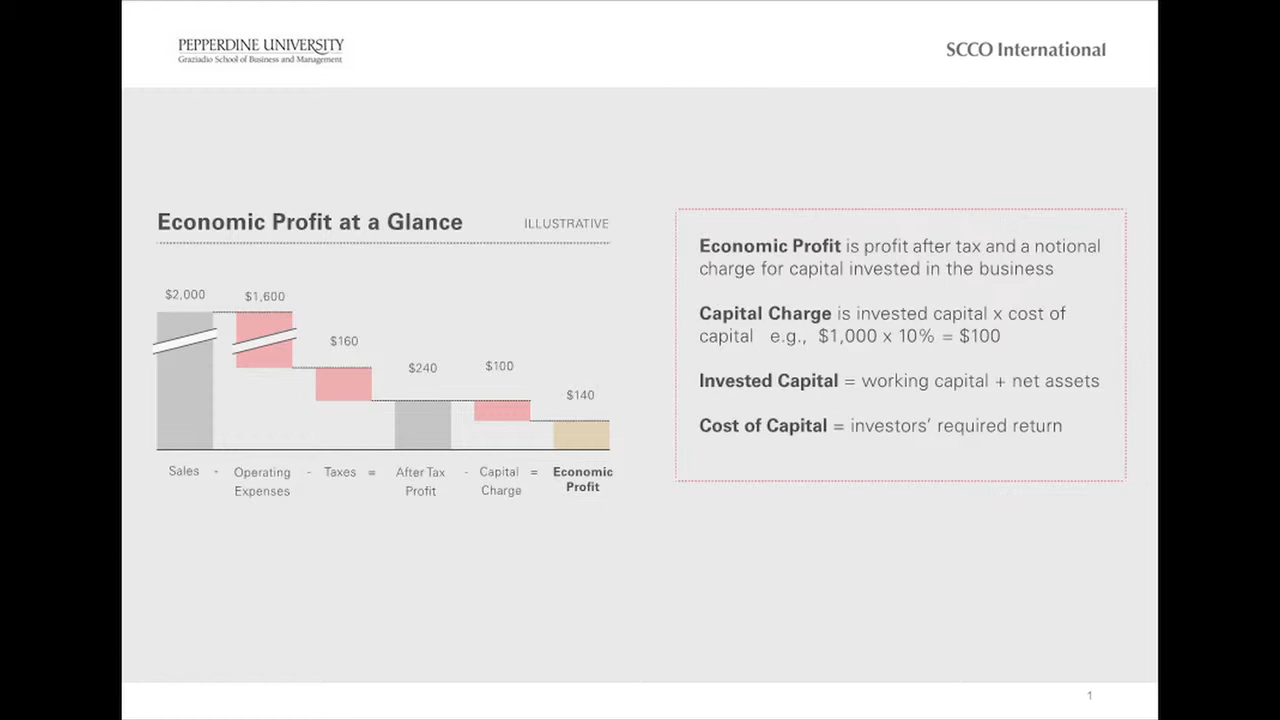 PEPPERDINE UNIVERSITY
Graziadio School of Business and Management
SCCO International
Economic Profit at a Glance
ILLUSTRATIVE
$2,000
$1,600
$160
$240
$100
$140
Sales - Operating Expenses - Taxes = After Tax Profit - Capital Charge = Economic Profit
Economic Profit is profit after tax and a notional
charge for capital invested in the business
Capital Charge is invested capital x cost of
capital e.g., $1,000 x 10% = $100
Invested Capital = working capital + net assets
Cost of Capital = investors’ required return
1